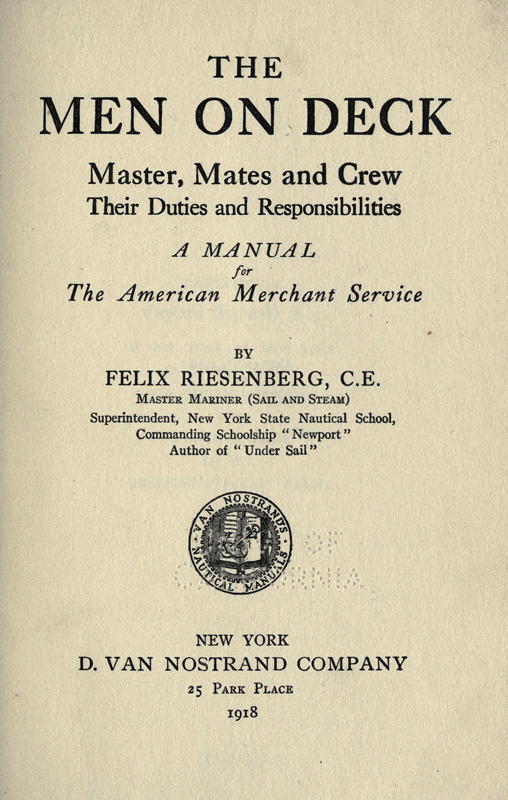 THE
MEN ON DECK
Master, Mates and Crew
Their Duties and Responsibilities
A MANUAL
for
The American Merchant Service
BY
FELIX RIESENBERG, C.E.
MASTER MARINER (SAIL AND STEAM)
Superintendent, New York State Nautical School,
Commanding Schoolship "Newport"
Author of "Under Sail"
VAN NOSTRAND'S
NAUTICAL MANUALS
OF
NEW YORK
D. VAN NOSTRAND COMPANY
25 PARK PLACE
1918